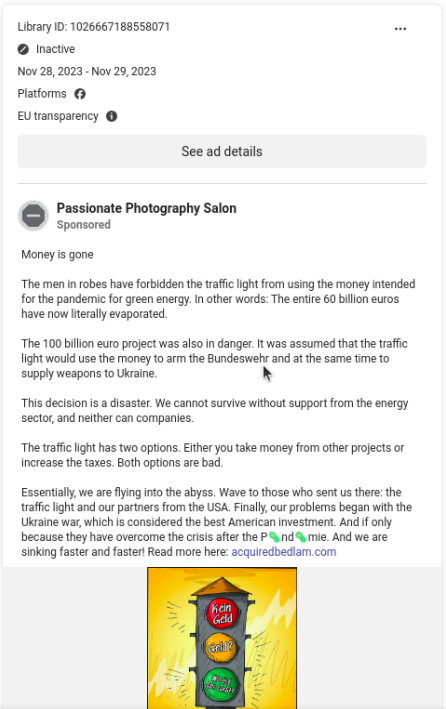 Library ID: 1026667188558071
Inactive
Nov 28, 2023 - Nov 29, 2023
Platforms
EU transparency
See ad details
Passionate Photography Salon
Sponsored
Money is gone
The men in robes have forbidden the traffic light from using the money intended
for the pandemic for green energy. In other words: The entire 60 billion euros
have now literally evaporated.
The 100 billion euro project was also in danger. It was assumed that the traffic
light would use the money to arm the Bundeswehr and at the same time to
supply weapons to Ukraine.
This decision is a disaster. We cannot survive without support from the energy
sector, and neither can companies.
The traffic light has two options. Either you take money from other projects or
increase the taxes. Both options are bad.
Essentially, we are flying into the abyss. Wave to those who sent us there: the
traffic light and our partners from the USA. Finally, our problems began with the
Ukraine war, which is considered the best American investment. And if only
because they have overcome the crisis after the P🦠nd🦠mie. And we are
sinking faster and faster! Read more here: acquiredbedlam.com
Kein
Geld
Geld?